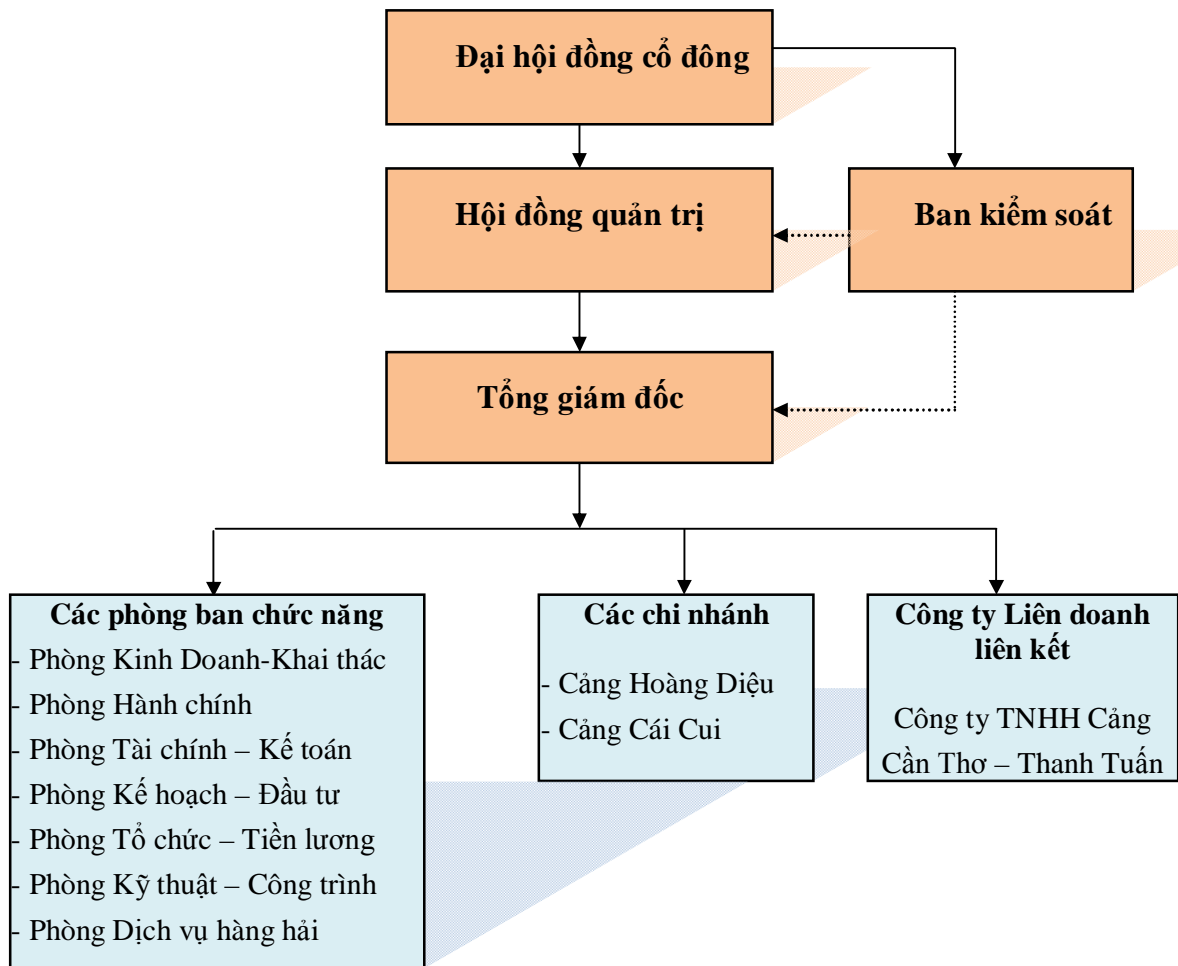 Đại hội đồng cổ đông
Hội đồng quản trị
Ban kiểm soát
Tổng giám đốc
Các phòng ban chức năng
- Phòng Kinh Doanh-Khai thác
- Phòng Hành chính
- Phòng Tài chính – Kế toán
- Phòng Kế hoạch – Đầu tư
- Phòng Tổ chức – Tiền lương
- Phòng Kỹ thuật – Công trình
- Phòng Dịch vụ hàng hải
Các chi nhánh
- Cảng Hoàng Diệu
- Cảng Cái Cui
Công ty Liên doanh
liên kết
Công ty TNHH Cảng
Cần Thơ – Thanh Tuấn